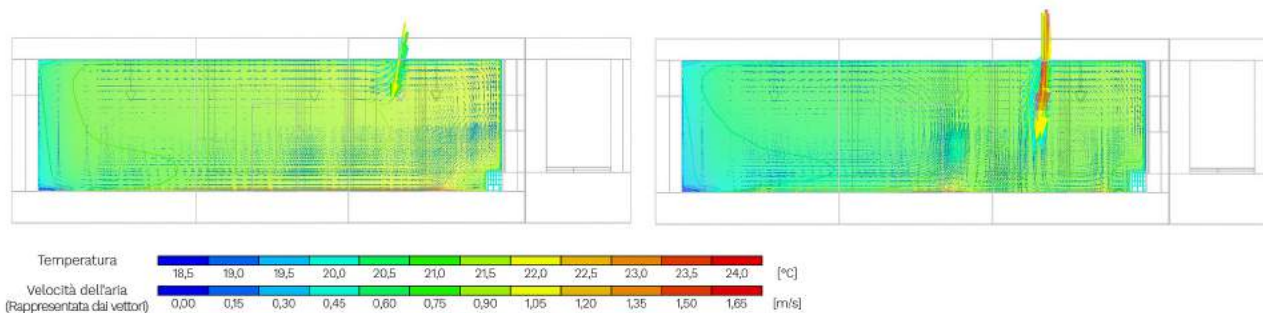 Temperatura
18,5 19,0 19,5 20,0 20,5 21,0 21,5 22,0 22,5 23,0 23,5 24,0 [°C]
Velocità dell'aria
(Rappresentata dai vettori)
0,00 0,15 0,30 0,45 0,60 0,75 0,90 1,05 1,20 1,35 1,50 1,65 [m/s]